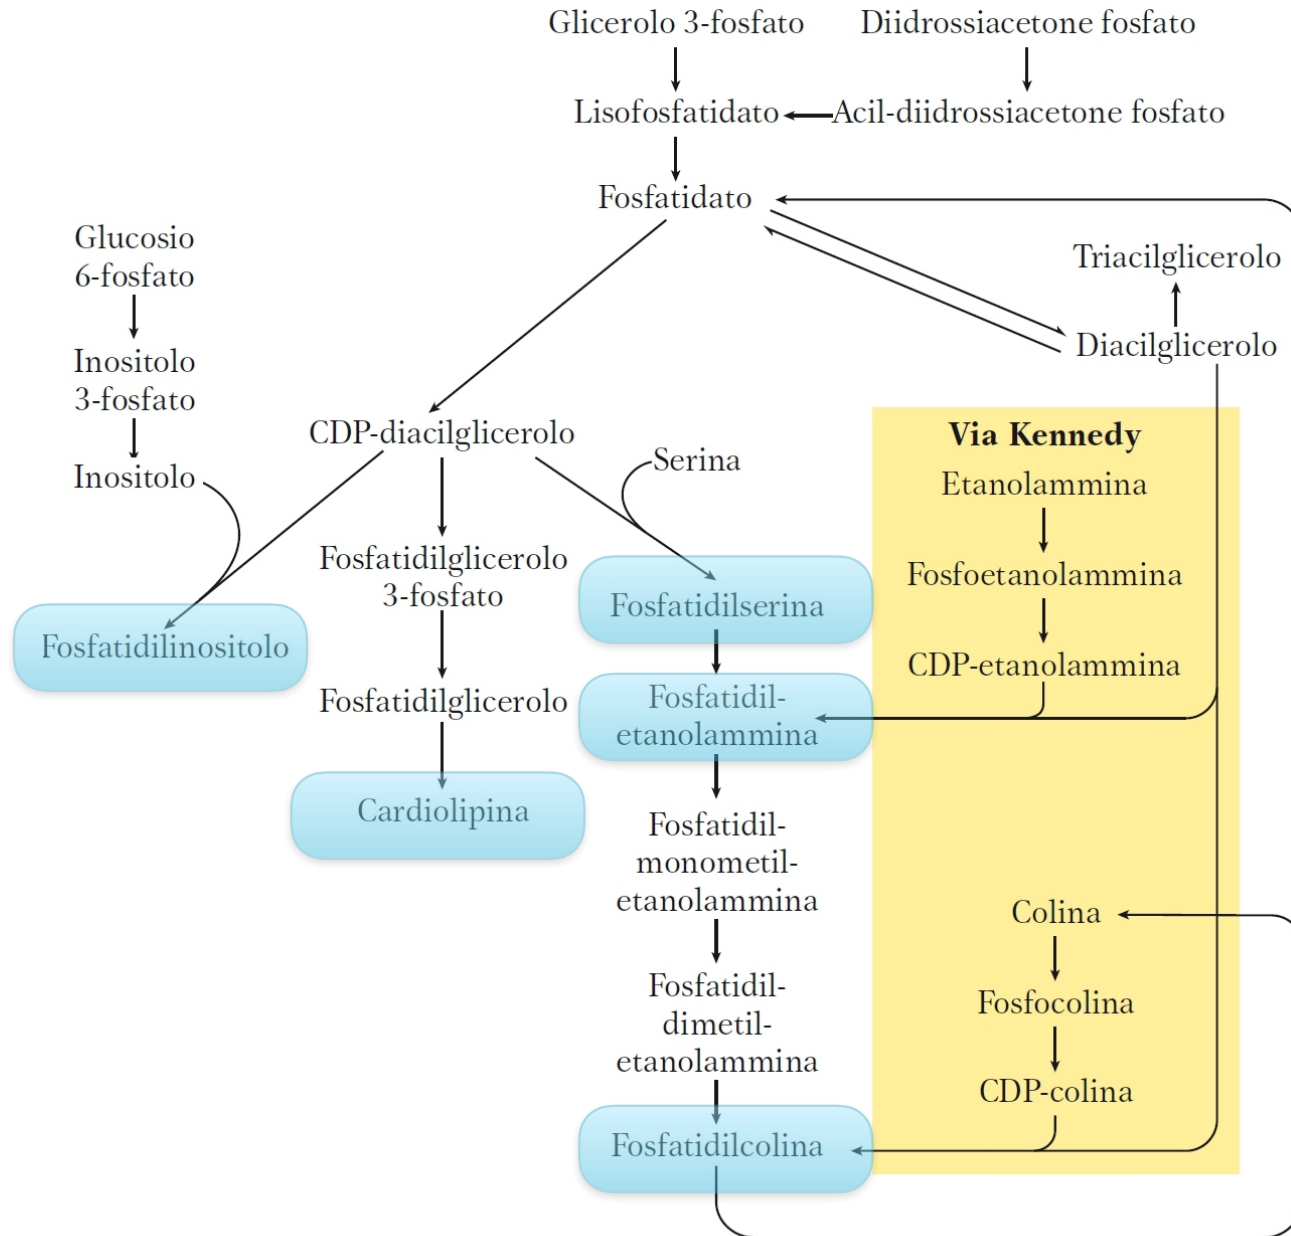 Glicerolo 3-fosfato
Diidrossiacetone fosfato
Lisofosfatidato
Acil-diidrossiacetone fosfato
Fosfatidato
Glucosio
6-fosfato
Triacilglicerolo
Inositolo
3-fosfato
Diacilglicerolo
CDP-diacilglicerolo
Via Kennedy
Inositolo
Serina
Etanolammina
Fosfatidilglicerolo
3-fosfato
Fosfoetanolammina
Fosfatidilserina
Fosfatidilinositolo
CDP-etanolammina
Fosfatidilglicerolo
Fosfatidil-
etanolammina
Cardiolipina
Fosfatidil-
monometil-
etanolammina
Colina
Fosfatidil-
dimetil-
etanolammina
Fosfocolina
CDP-colina
Fosfatidilcolina